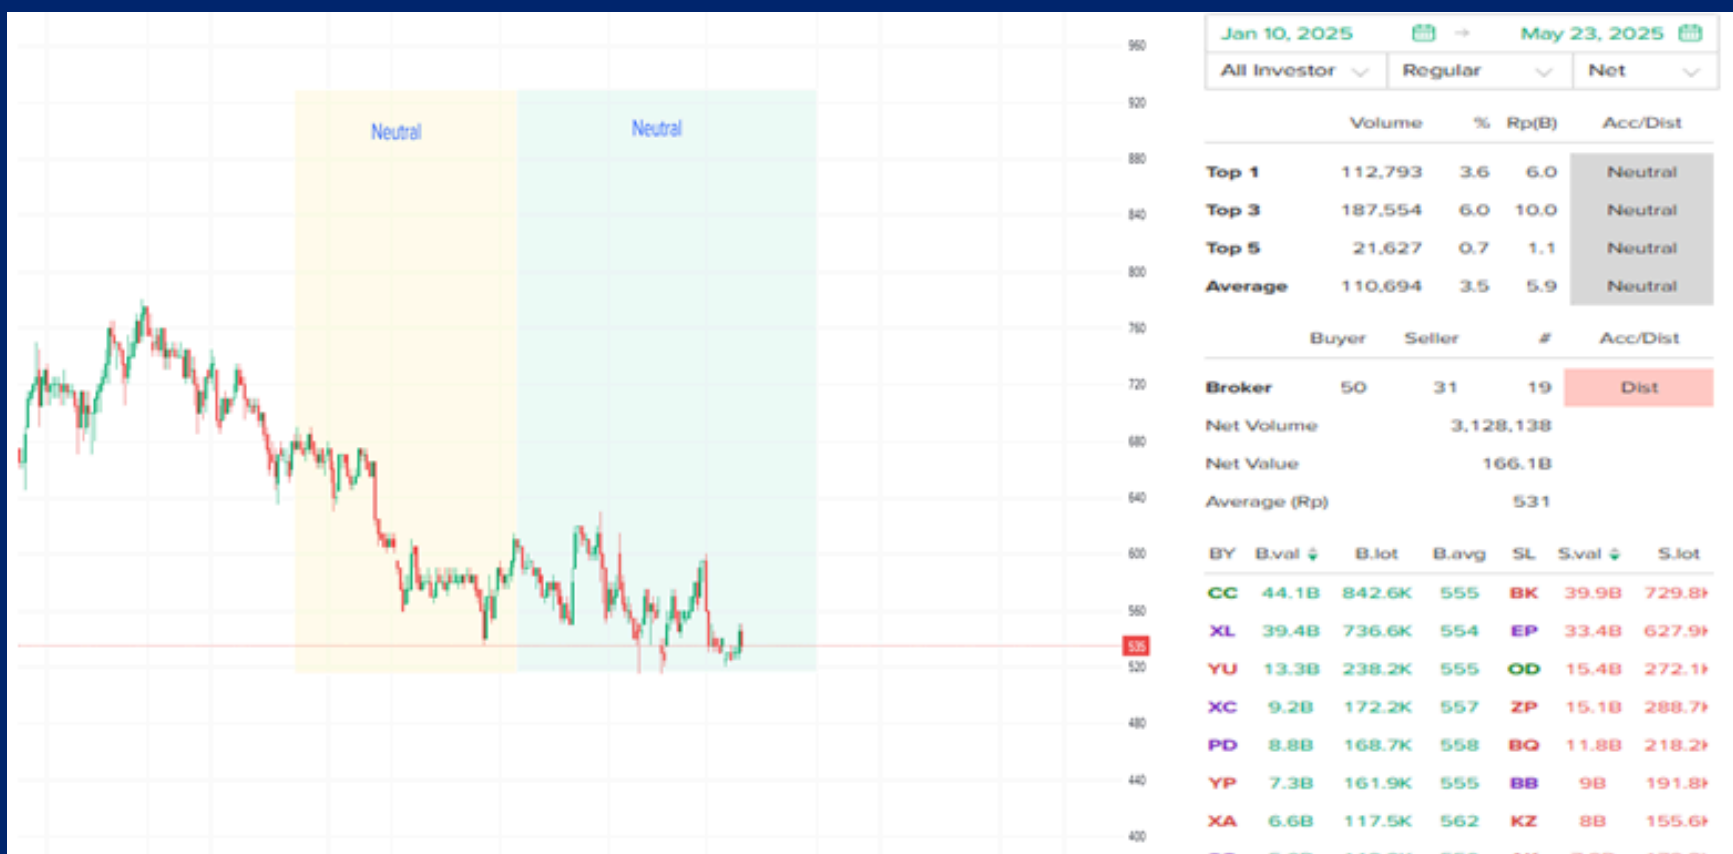 Neutral
Neutral
960
920
880
840
800
760
720
680
640
600
560
535
520
480
440
400
Jan 10, 2025 → May 23, 2025
All Investor Regular Net
Volume % Rp(B) Acc/Dist
Top 1 112,793 3.6 6.0 Neutral
Top 3 187,554 6.0 10.0 Neutral
Top 5 21,627 0.7 1.1 Neutral
Average 110,694 3.5 5.9 Neutral
Buyer Seller # Acc/Dist
Broker 50 31 19 Dist
Net Volume 3,128,138
Net Value 166.1B
Average (Rp) 531
BY B.val B.lot B.avg SL S.val S.lot
CC 44.1B 842.6K 555 BK 39.9B 729.8K
XL 39.4B 736.6K 554 EP 33.4B 627.9K
YU 13.3B 238.2K 555 OD 15.4B 272.1K
XC 9.2B 172.2K 557 ZP 15.1B 288.7K
PD 8.8B 168.7K 558 BQ 11.8B 218.2K
YP 7.3B 161.9K 555 BB 9B 191.8K
XA 6.6B 117.5K 562 KZ 8B 155.6K